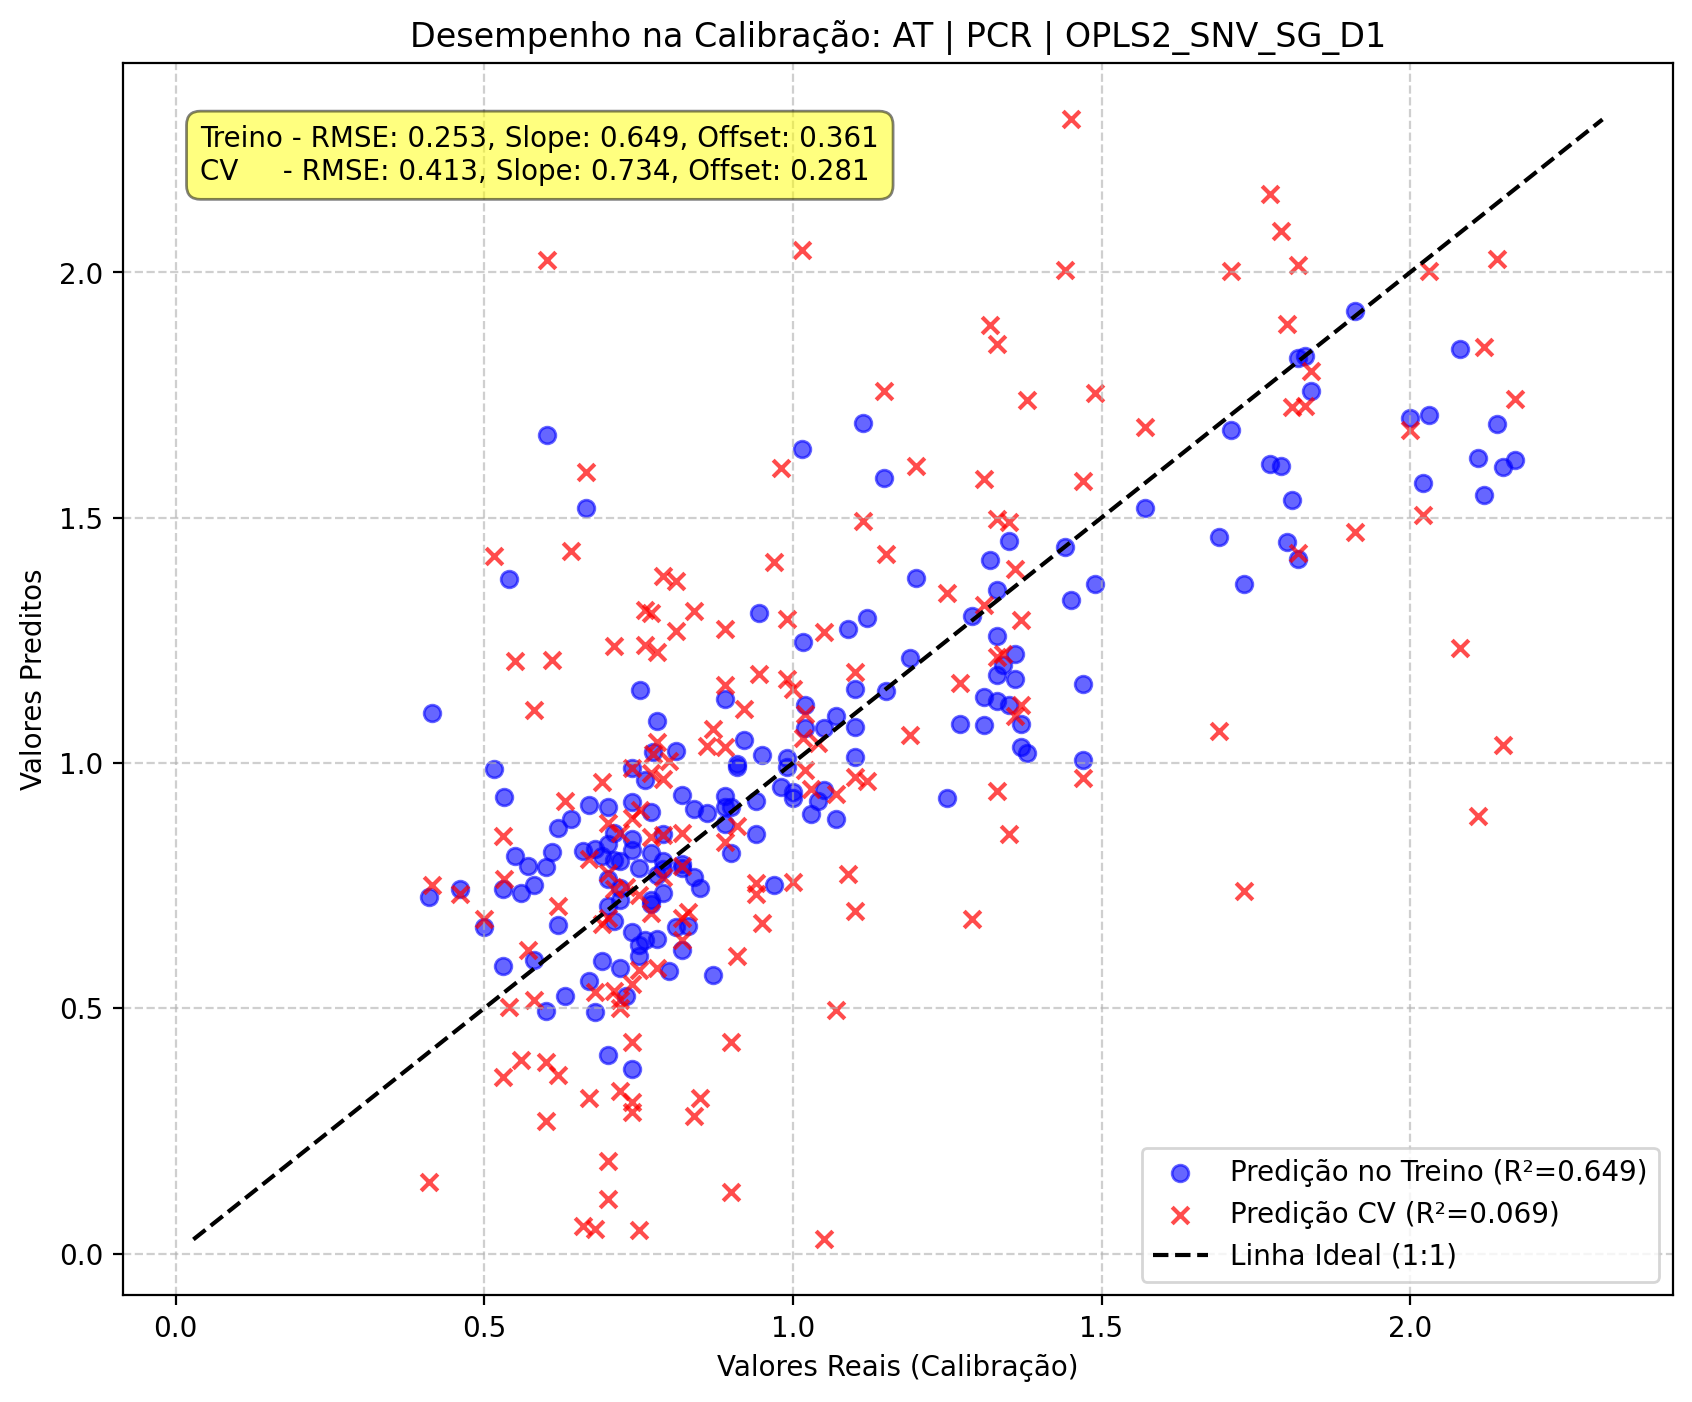 Desempenho na Calibração: AT | PCR | OPLS2_SNV_SG_D1
Treino - RMSE: 0.253, Slope: 0.649, Offset: 0.361
CV - RMSE: 0.413, Slope: 0.734, Offset: 0.281
Valores Preditos
2.0
1.5
1.0
0.5
0.0
Predição no Treino (R²=0.649)
Predição CV (R²=0.069)
Linha Ideal (1:1)
0.0 0.5 1.0 1.5 2.0
Valores Reais (Calibração)